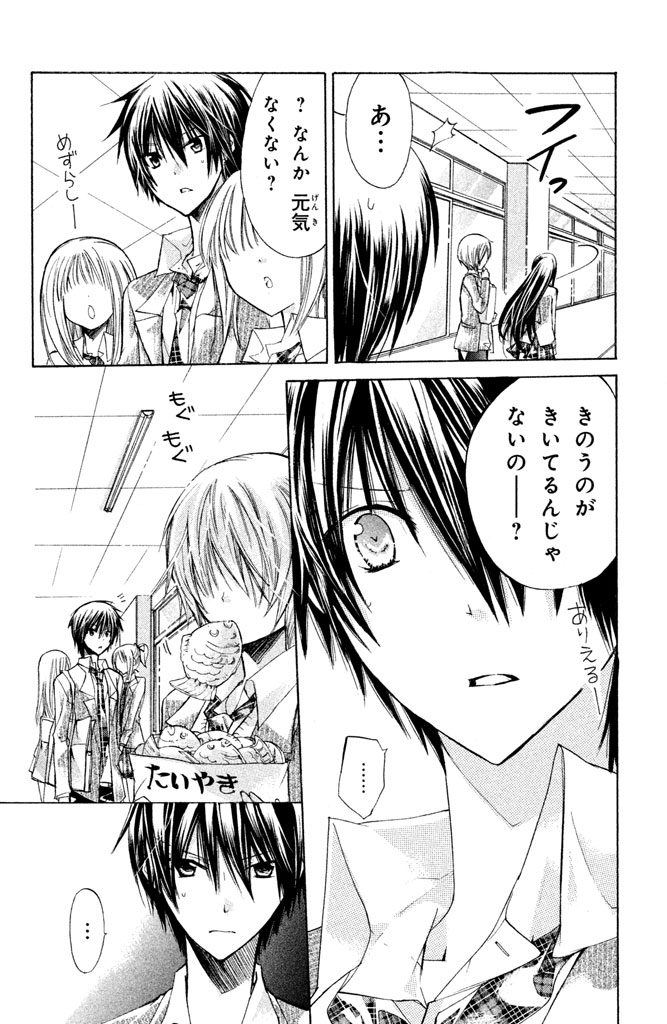 フイっ
あ…
？なんか
元気
げんき
なくない？
めずらしー
きのうのが
きいてるんじゃ
ないの――？
ありえるー
……
もぐ
もぐ
たいやき
…